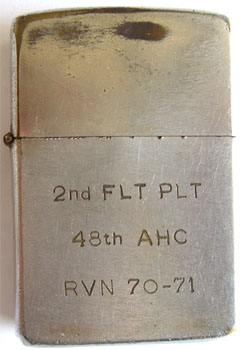 2nd FLT PLT
48th AHC
RVN 70-71